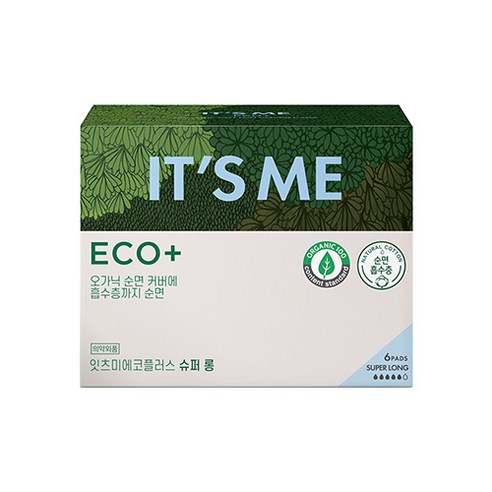 IT'S ME
ECO+
오가닉 순면 커버에
흡수층까지 순면
ORGANIC 100
content standard
NATURAL COTTON
순면
흡수층
의약외품
잇츠미에코플러스 슈퍼 롱
6PADS
SUPER LONG